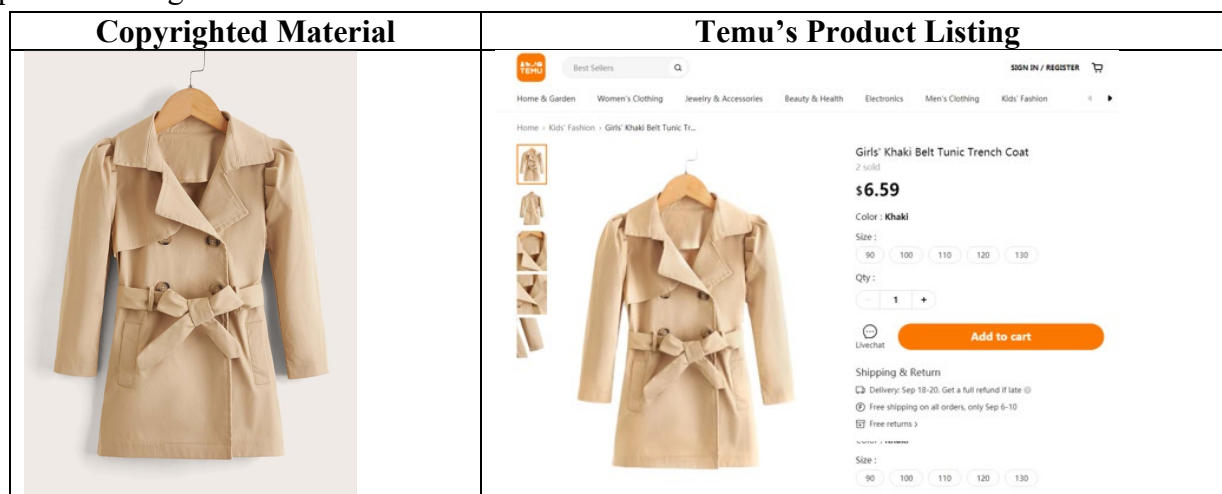 Copyrighted Material
Temu's Product Listing
TEMU
Best Sellers
SIGN IN / REGISTER
Home & Garden Women's Clothing Jewelry & Accessories Beauty & Health Electronics Men's Clothing Kids' Fashion
Home > Kids' Fashion > Girls' Khaki Belt Tunic Tr...
Girls' Khaki Belt Tunic Trench Coat
2 sold
$6.59
Color : Khaki
Size :
90 100 110 120 130
Qty :
− 1 +
Livechat
Add to cart
Shipping & Return
Delivery: Sep 18-20. Get a full refund if late
Free shipping on all orders, only Sep 6-10
Free returns >
Size :
90 100 110 120 130